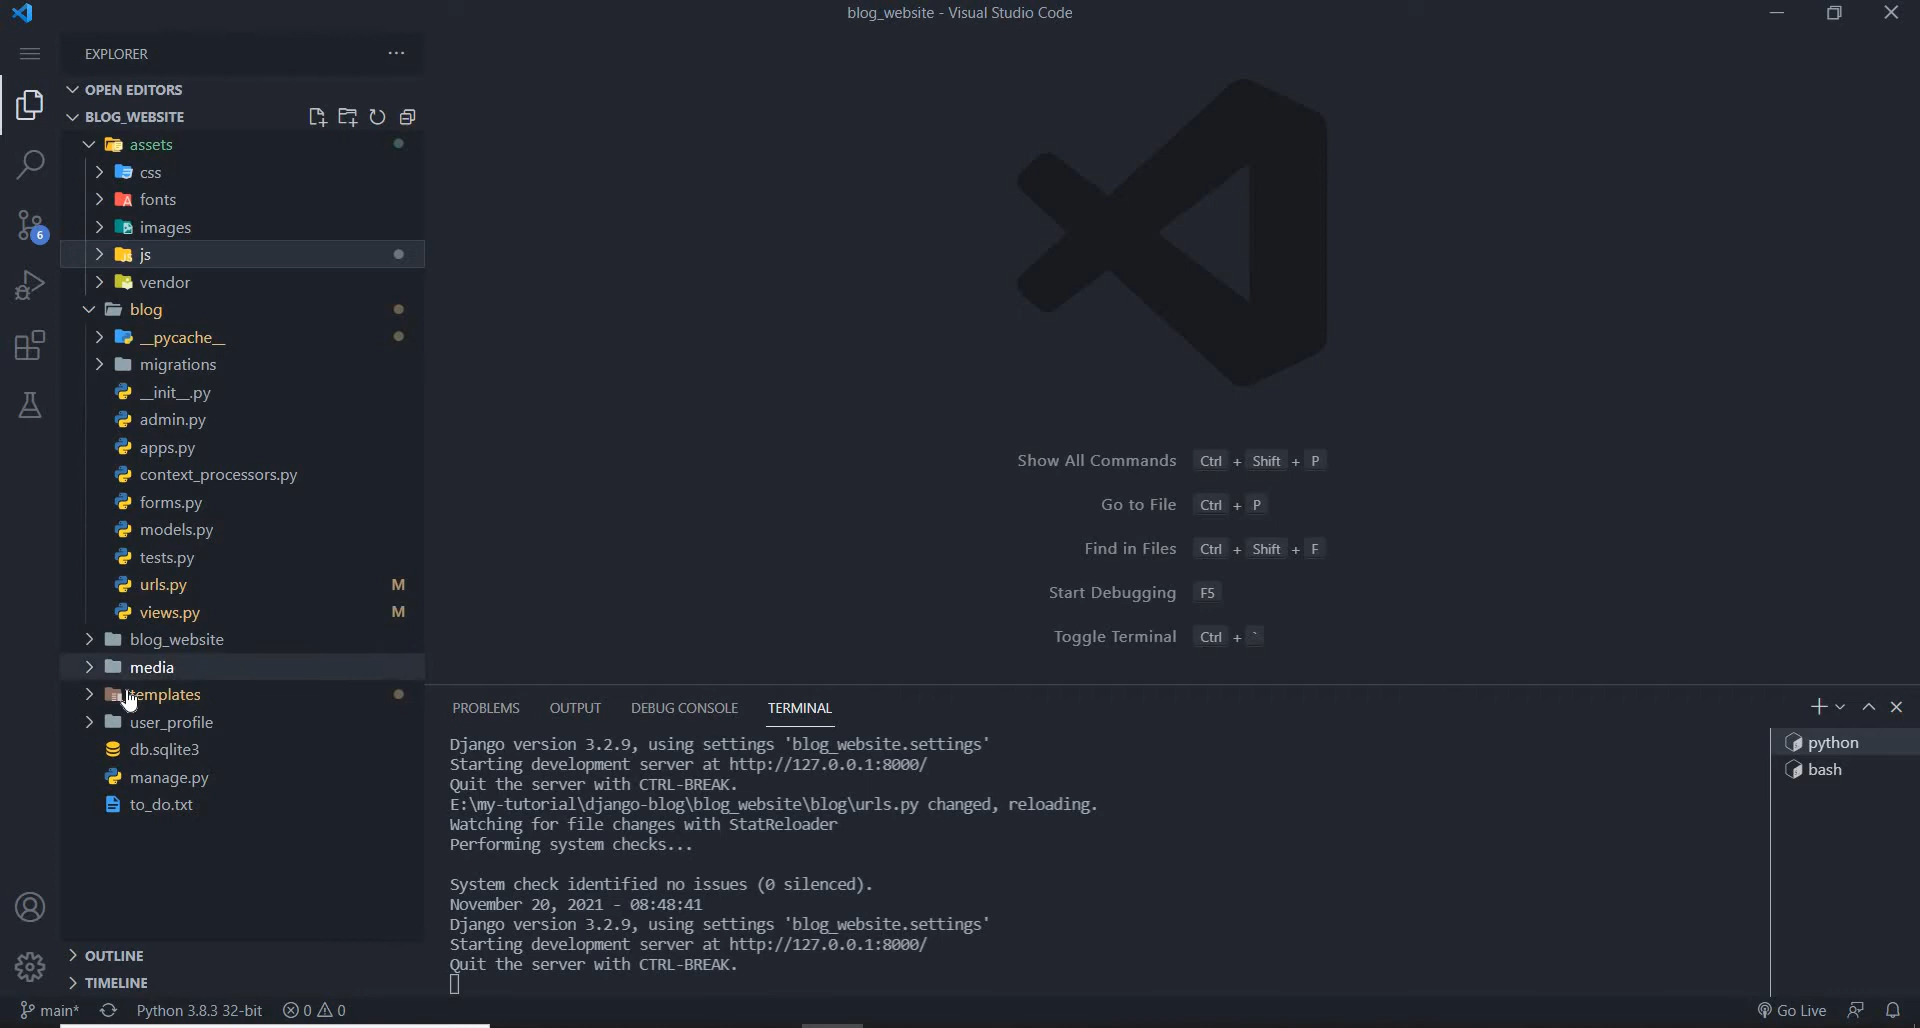 blog_website - Visual Studio Code
EXPLORER
OPEN EDITORS
BLOG_WEBSITE
assets
css
fonts
images
js
vendor
blog
__pycache__
migrations
__init__.py
admin.py
apps.py
context_processors.py
forms.py
models.py
tests.py
urls.py M
views.py M
blog_website
media
templates
user_profile
db.sqlite3
manage.py
to_do.txt
OUTLINE
TIMELINE
6
Show All Commands Ctrl + Shift + P
Go to File Ctrl + P
Find in Files Ctrl + Shift + F
Start Debugging F5
Toggle Terminal Ctrl + `
PROBLEMS OUTPUT DEBUG CONSOLE TERMINAL
Django version 3.2.9, using settings 'blog_website.settings'
Starting development server at http://127.0.0.1:8000/
Quit the server with CTRL-BREAK.
E:\my-tutorial\django-blog\blog_website\blog\urls.py changed, reloading.
Watching for file changes with StatReloader
Performing system checks...
System check identified no issues (0 silenced).
November 20, 2021 - 08:48:41
Django version 3.2.9, using settings 'blog_website.settings'
Starting development server at http://127.0.0.1:8000/
Quit the server with CTRL-BREAK.
python
bash
main* Python 3.8.3 32-bit 0 0 Go Live